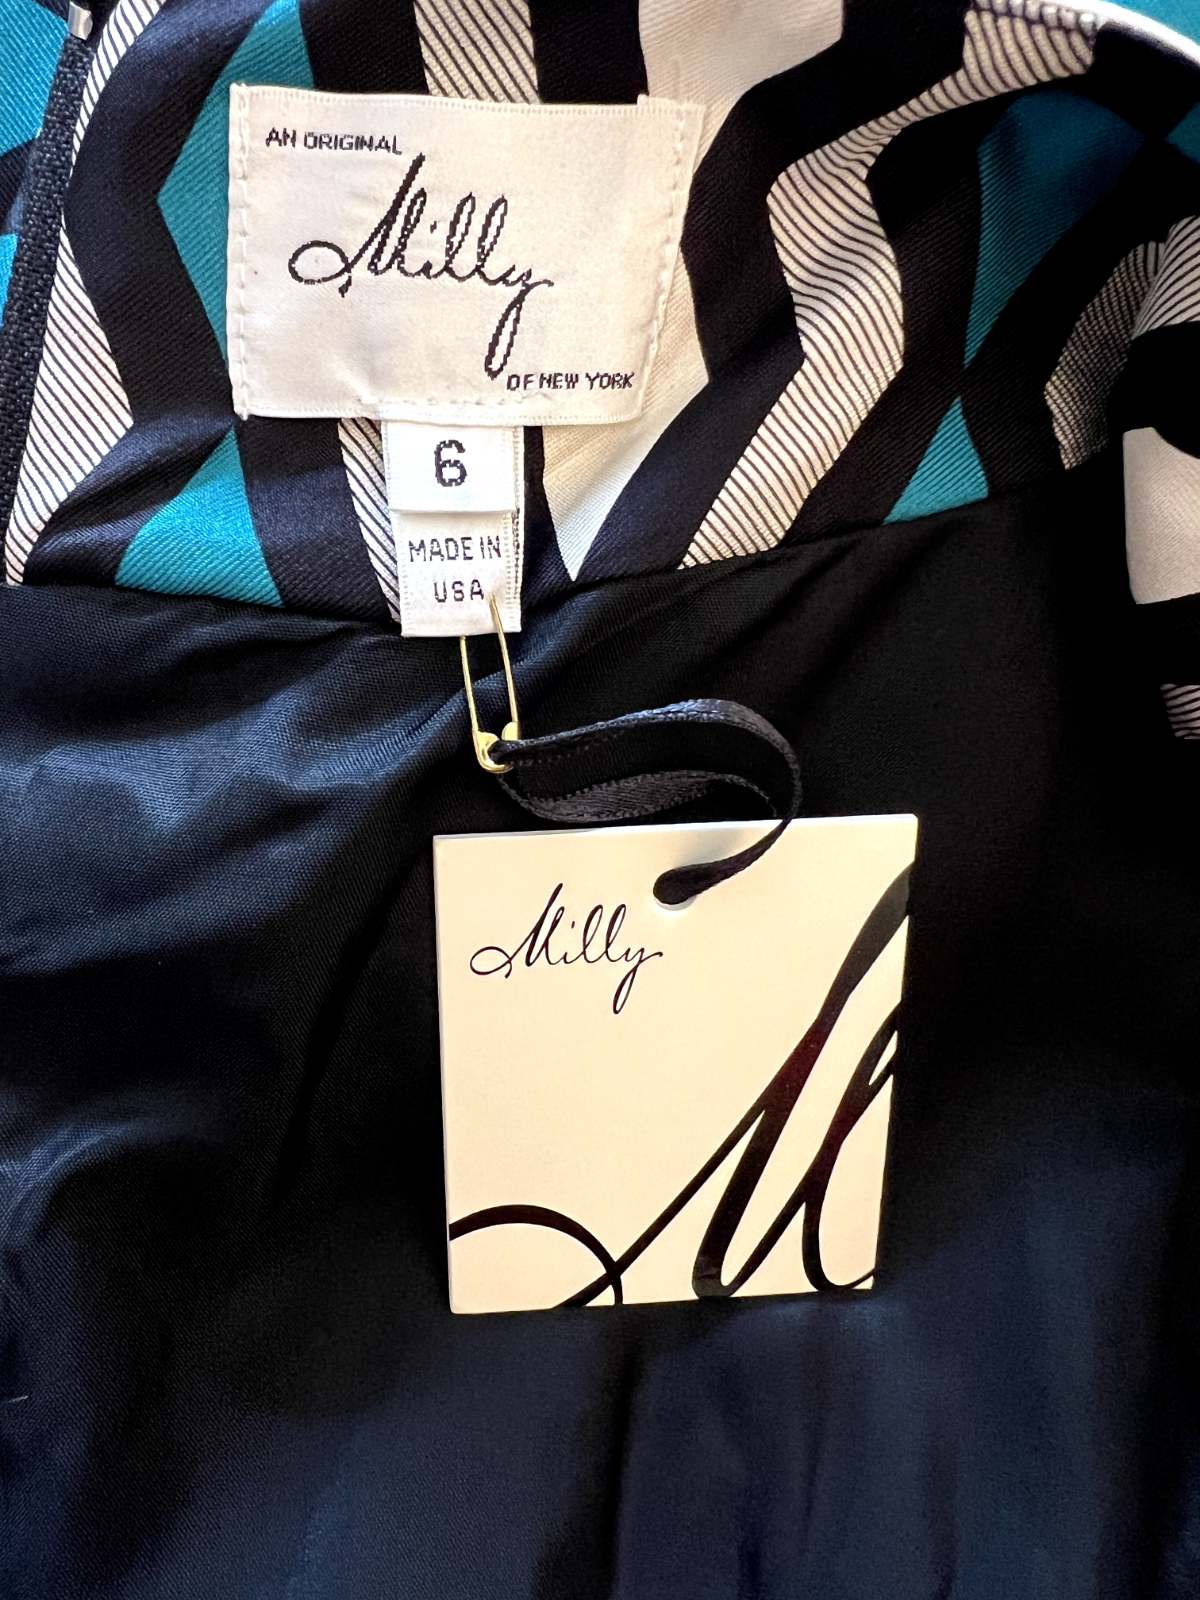 AN ORIGINAL
Milly
OF NEW YORK
6
MADE IN
USA
Milly
M